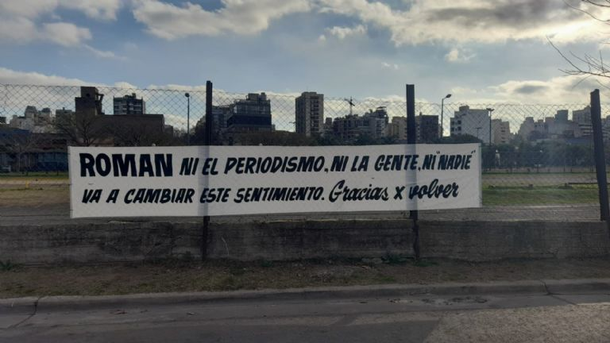 ROMAN NI EL PERIODISMO, NI LA GENTE, NI "NADIE"
VA A CAMBIAR ESTE SENTIMIENTO. Gracias x volver